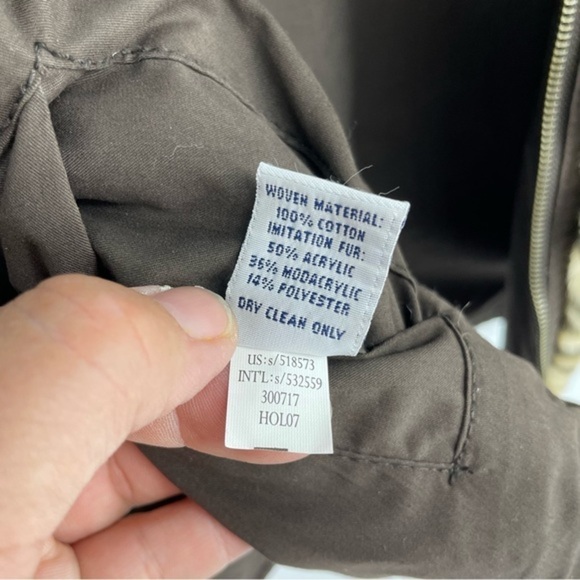 WOVEN MATERIAL:
100% COTTON
IMITATION FUR:
50% ACRYLIC
36% MODACRYLIC
14% POLYESTER
DRY CLEAN ONLY
US:s/518573
INT'L:s/532559
300717
HOL07